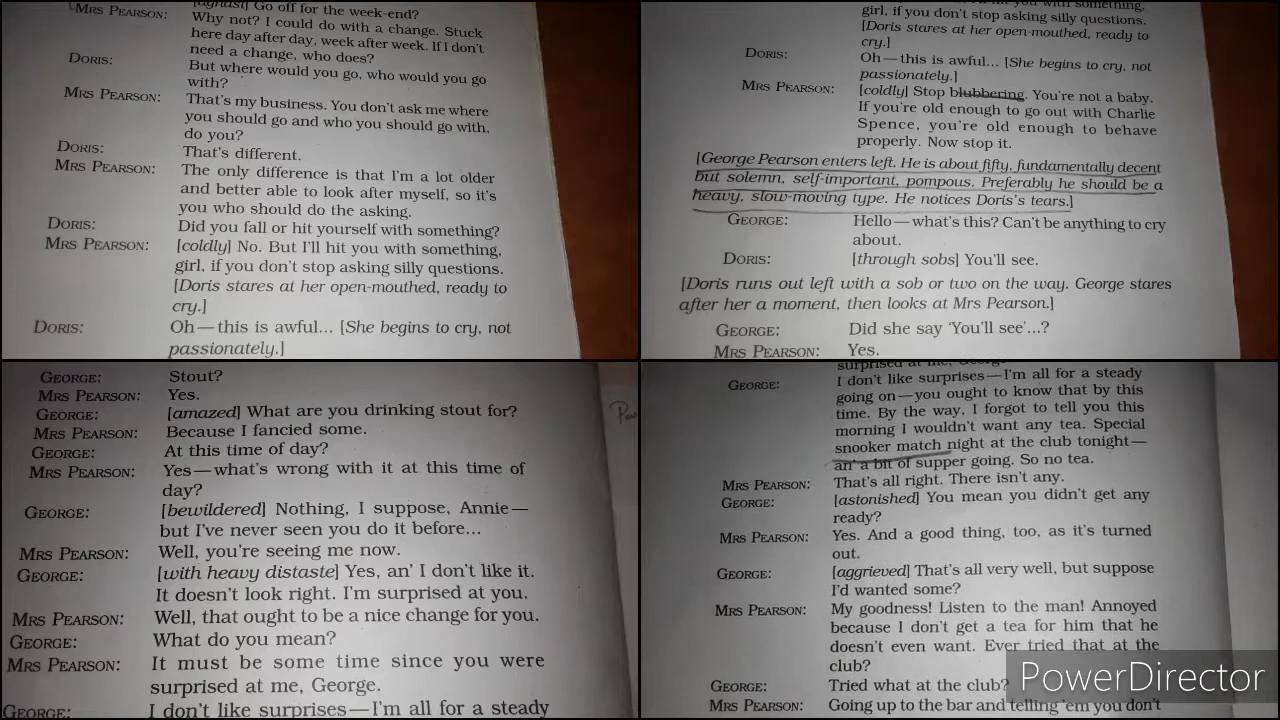 MRS PEARSON: [aghast] Go off for the week-end?
Why not? I could do with a change. Stuck
here day after day, week after week. If I don't
need a change, who does?
DORIS: But where would you go, who would you go
with?
MRS PEARSON: That's my business. You don't ask me where
you should go and who you should go with,
do you?
DORIS: That's different.
MRS PEARSON: The only difference is that I'm a lot older
and better able to look after myself, so it's
you who should do the asking.
DORIS: Did you fall or hit yourself with something?
MRS PEARSON: [coldly] No. But I'll hit you with something,
girl, if you don't stop asking silly questions.
[Doris stares at her open-mouthed, ready to
cry.]
DORIS: Oh—this is awful... [She begins to cry, not
passionately.]
you with something,
girl, if you don't stop asking silly questions.
[Doris stares at her open-mouthed, ready to
cry.]
DORIS: Oh—this is awful... [She begins to cry, not
passionately.]
MRS PEARSON: [coldly] Stop blubbering. You're not a baby.
If you're old enough to go out with Charlie
Spence, you're old enough to behave
properly. Now stop it.
[George Pearson enters left. He is about fifty, fundamentally decent
but solemn, self-important, pompous. Preferably he should be a
heavy, slow-moving type. He notices Doris's tears.]
GEORGE: Hello—what's this? Can't be anything to cry
about.
DORIS: [through sobs] You'll see.
[Doris runs out left with a sob or two on the way. George stares
after her a moment, then looks at Mrs Pearson.]
GEORGE: Did she say 'You'll see'...?
MRS PEARSON: Yes.
GEORGE: Stout?
MRS PEARSON: Yes.
GEORGE: [amazed] What are you drinking stout for?
MRS PEARSON: Because I fancied some.
GEORGE: At this time of day?
MRS PEARSON: Yes—what's wrong with it at this time of
day?
GEORGE: [bewildered] Nothing, I suppose, Annie—
but I've never seen you do it before...
MRS PEARSON: Well, you're seeing me now.
GEORGE: [with heavy distaste] Yes, an' I don't like it.
It doesn't look right. I'm surprised at you.
MRS PEARSON: Well, that ought to be a nice change for you.
GEORGE: What do you mean?
MRS PEARSON: It must be some time since you were
surprised at me, George.
GEORGE: I don't like surprises—I'm all for a steady
surprised at me, George
GEORGE: I don't like surprises—I'm all for a steady
going on—you ought to know that by this
time. By the way, I forgot to tell you this
morning I wouldn't want any tea. Special
snooker match night at the club tonight—
an' a bit of supper going. So no tea.
MRS PEARSON: That's all right. There isn't any.
GEORGE: [astonished] You mean you didn't get any
ready?
MRS PEARSON: Yes. And a good thing, too, as it's turned
out.
GEORGE: [aggrieved] That's all very well, but suppose
I'd wanted some?
MRS PEARSON: My goodness! Listen to the man! Annoyed
because I don't get a tea for him that he
doesn't even want. Ever tried that at the
club?
GEORGE: Tried what at the club?
MRS PEARSON: Going up to the bar and telling 'em you don't
PowerDirector